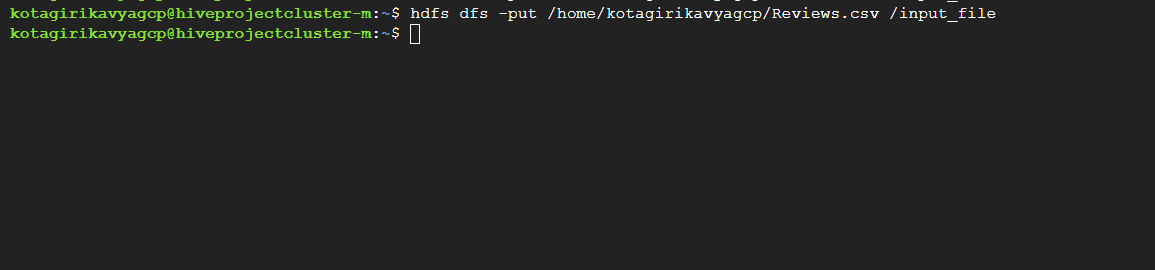 kotagirikavyagcp@hiveprojectcluster-m:~$ hdfs dfs -put /home/kotagirikavyagcp/Reviews.csv /input_file
kotagirikavyagcp@hiveprojectcluster-m:~$